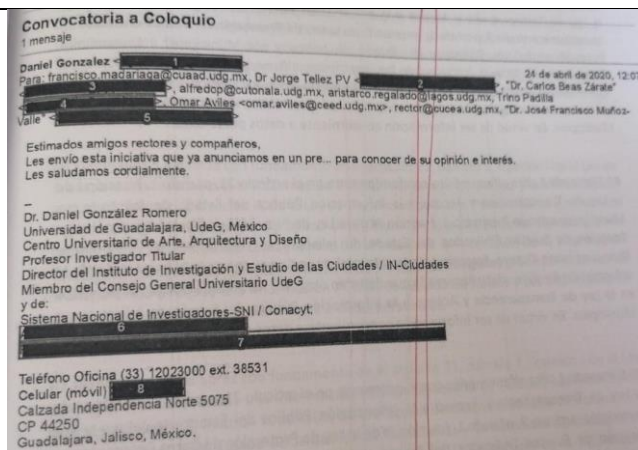 Convocatoria a Coloquio
1 mensaje
Daniel Gonzalez < 1 >
24 de abril de 2020, 12:07
Para: francisco.madariaga@cuaad.udg.mx, Dr Jorge Tellez PV < 2 >, "Dr. Carlos Beas Zárate"
< 3 >, alfredop@cutonala.udg.mx, aristarco.regalado@lagos.udg.mx, Trino Padilla
< 4 >, Omar Aviles <omar.aviles@ceed.udg.mx>, rector@cucea.udg.mx, "Dr. José Francisco Muñoz-
Valle" < 5 >
Estimados amigos rectores y compañeros,
Les envío esta iniciativa que ya anunciamos en un pre... para conocer de su opinión e interés.
Les saludamos cordialmente.
--
Dr. Daniel González Romero
Universidad de Guadalajara, UdeG, México
Centro Universitario de Arte, Arquitectura y Diseño
Profesor Investigador Titular
Director del Instituto de Investigación y Estudio de las Ciudades / IN-Ciudades
Miembro del Consejo General Universitario UdeG
y de:
Sistema Nacional de Investigadores-SNI / Conacyt;
6
7
Teléfono Oficina (33) 12023000 ext. 38531
Celular (móvil) 8
Calzada Independencia Norte 5075
CP 44250
Guadalajara, Jalisco, México.